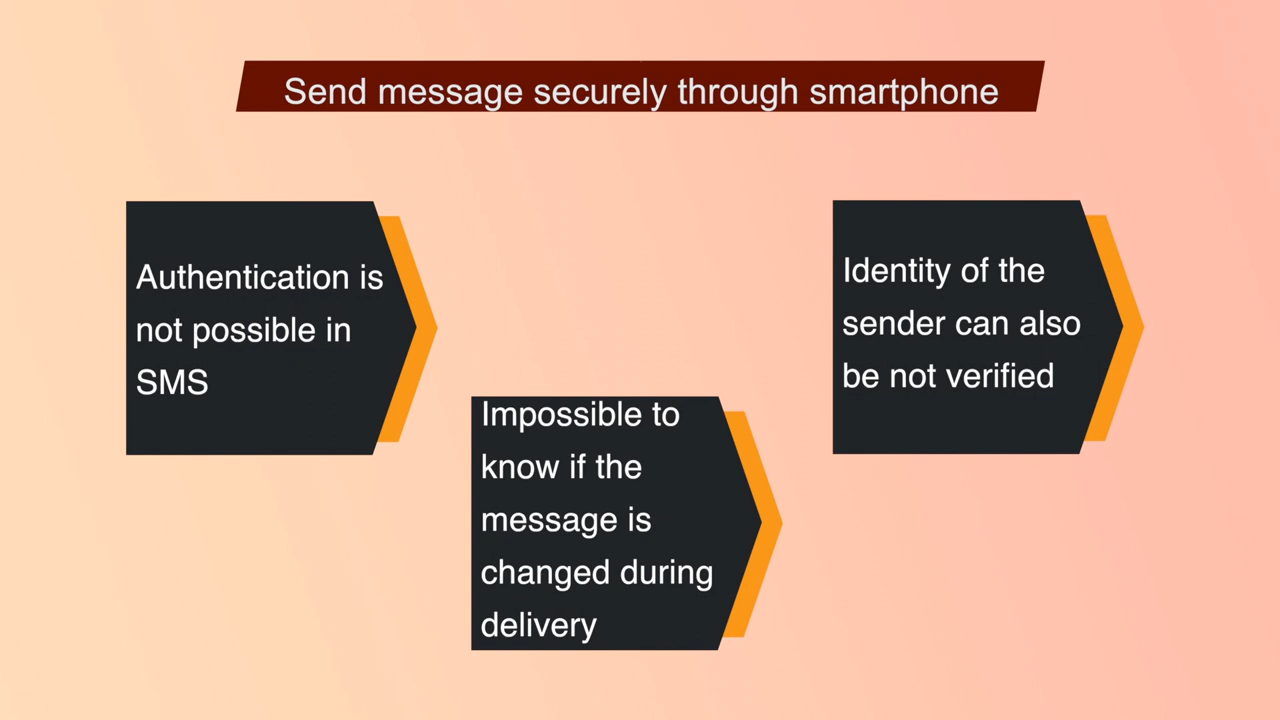 Send message securely through smartphone
Authentication is
not possible in
SMS
Impossible to
know if the
message is
changed during
delivery
Identity of the
sender can also
be not verified